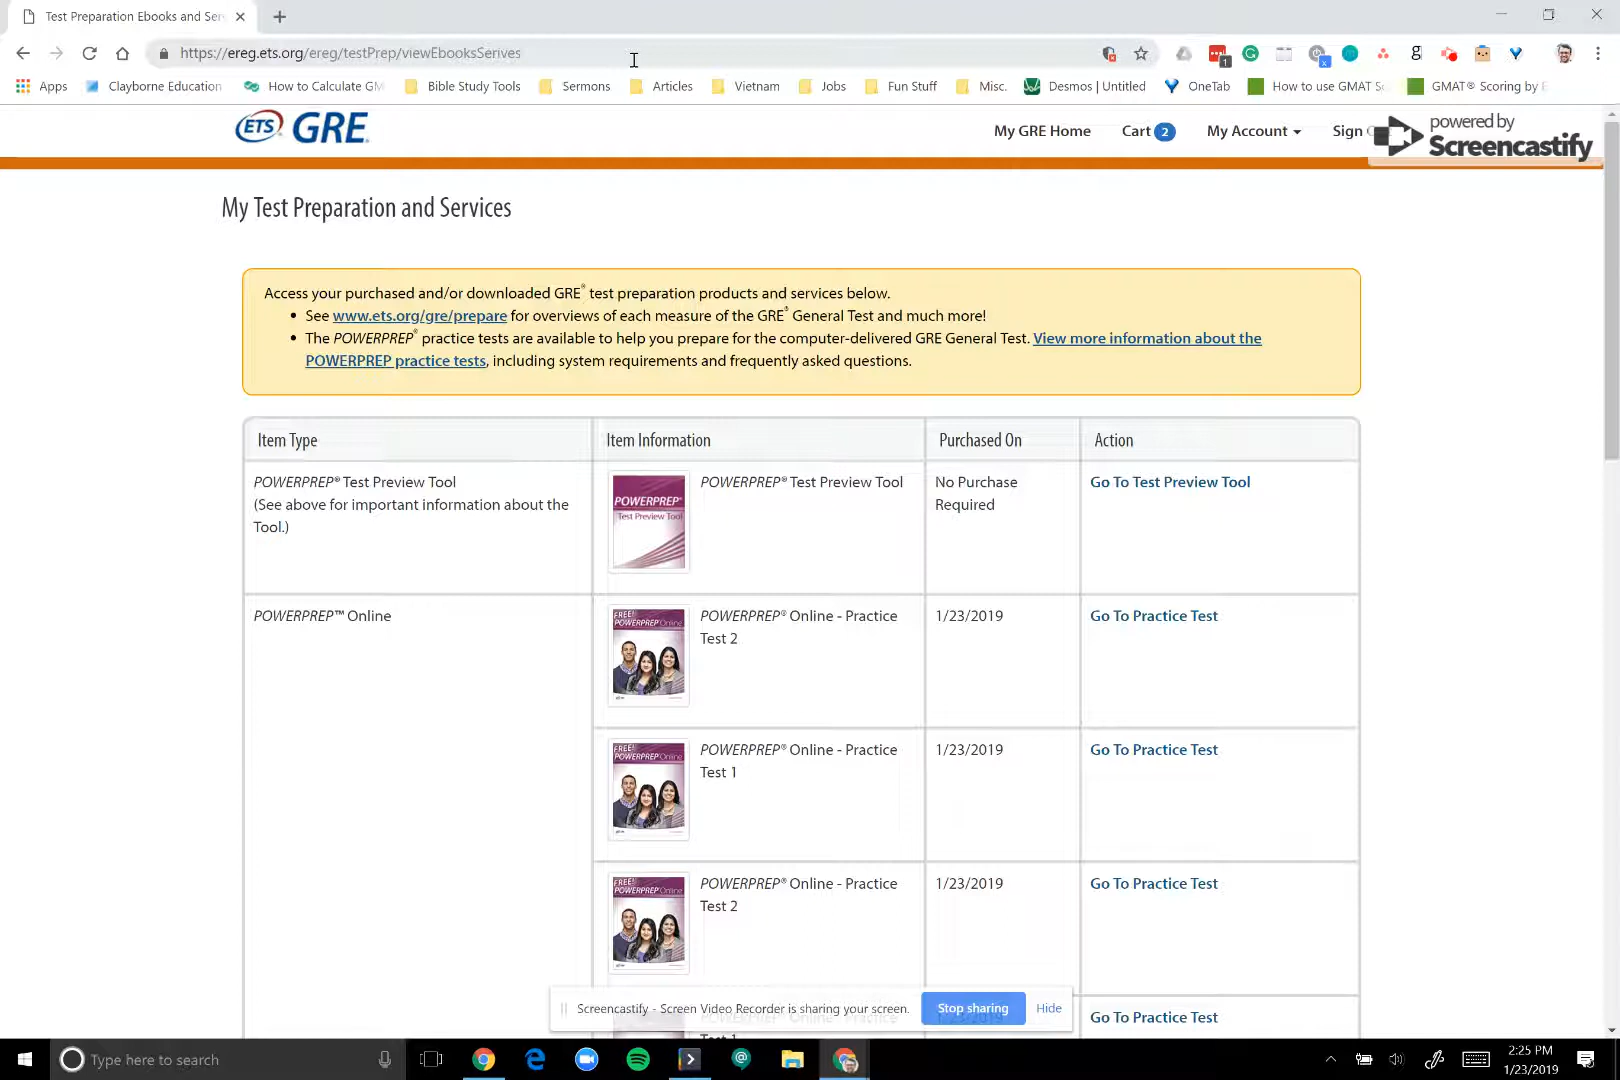 Test Preparation Ebooks and Ser
https://ereg.ets.org/ereg/testPrep/viewEbooksSerives
Apps
Clayborne Education
How to Calculate GM
Bible Study Tools
Sermons
Articles
Vietnam
Jobs
Fun Stuff
Misc.
Desmos | Untitled
OneTab
How to use GMAT Sc
GMAT® Scoring by E
ETS GRE
My GRE Home
Cart 2
My Account
Sign
powered by
Screencastify
My Test Preparation and Services
Access your purchased and/or downloaded GRE® test preparation products and services below.
• See www.ets.org/gre/prepare for overviews of each measure of the GRE® General Test and much more!
• The POWERPREP® practice tests are available to help you prepare for the computer-delivered GRE General Test. View more information about the
POWERPREP practice tests, including system requirements and frequently asked questions.
Item Type
Item Information
Purchased On
Action
POWERPREP® Test Preview Tool
(See above for important information about the
Tool.)
POWERPREP®
Test Preview Tool
POWERPREP® Test Preview Tool
No Purchase
Required
Go To Test Preview Tool
POWERPREP™ Online
FREE!
POWERPREP Online
POWERPREP® Online - Practice
Test 2
1/23/2019
Go To Practice Test
FREE!
POWERPREP Online
POWERPREP® Online - Practice
Test 1
1/23/2019
Go To Practice Test
FREE!
POWERPREP Online
POWERPREP® Online - Practice
Test 2
1/23/2019
Go To Practice Test
Go To Practice Test
Screencastify - Screen Video Recorder is sharing your screen.
Stop sharing
Hide
Test 1
Type here to search
2:25 PM
1/23/2019